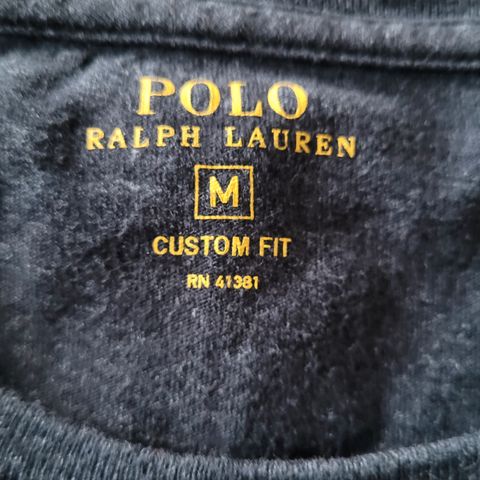 POLO
RALPH LAUREN
M
CUSTOM FIT
RN 41381